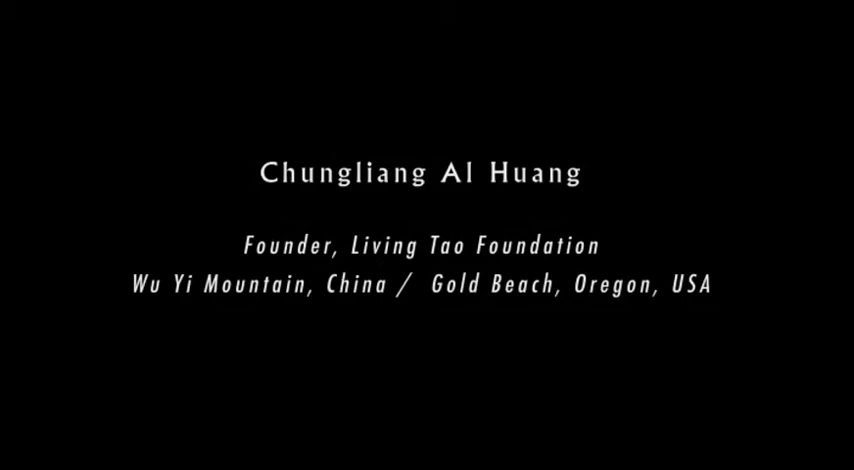 Chungliang Al Huang
Founder, Living Tao Foundation
Wu Yi Mountain, China / Gold Beach, Oregon, USA